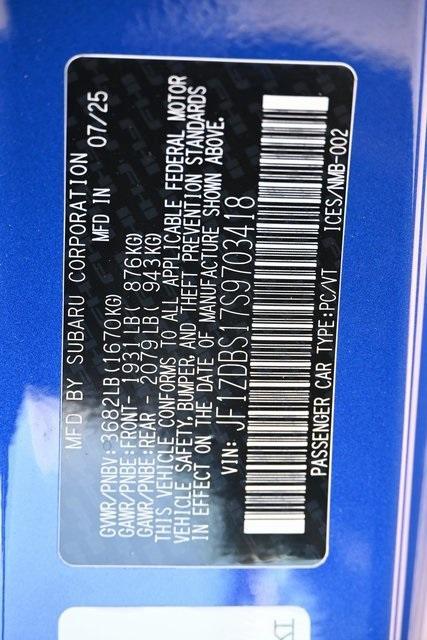 MFD BY SUBARU CORPORATION
MFD IN 07/25
GVWR/PNBV:3682LB(1670KG)
GAWR/PNBE:FRONT- 1931LB( 876KG)
GAWR/PNBE:REAR- 2079LB( 943KG)
THIS VEHICLE CONFORMS TO ALL APPLICABLE FEDERAL MOTOR
VEHICLE SAFETY, BUMPER, AND THEFT PREVENTION STANDARDS
IN EFFECT ON THE DATE OF MANUFACTURE SHOWN ABOVE.
VIN: JF1ZDBS17S9703418
PASSENGER CAR TYPE:PC/VT ICES/NMB-002